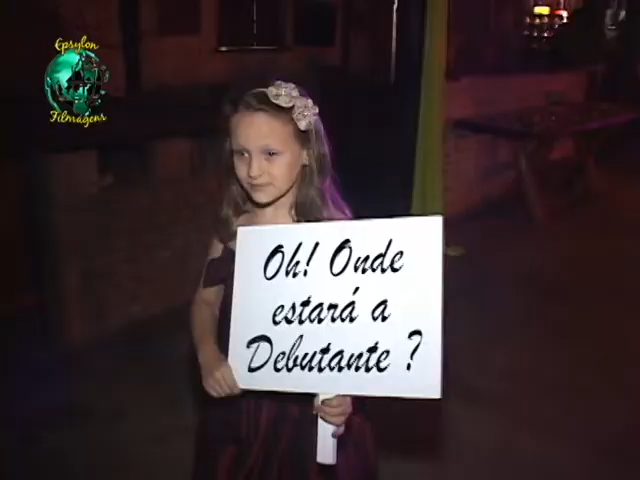 Epsylon
Filmagens
Oh! Onde
estará a
Debutante ?